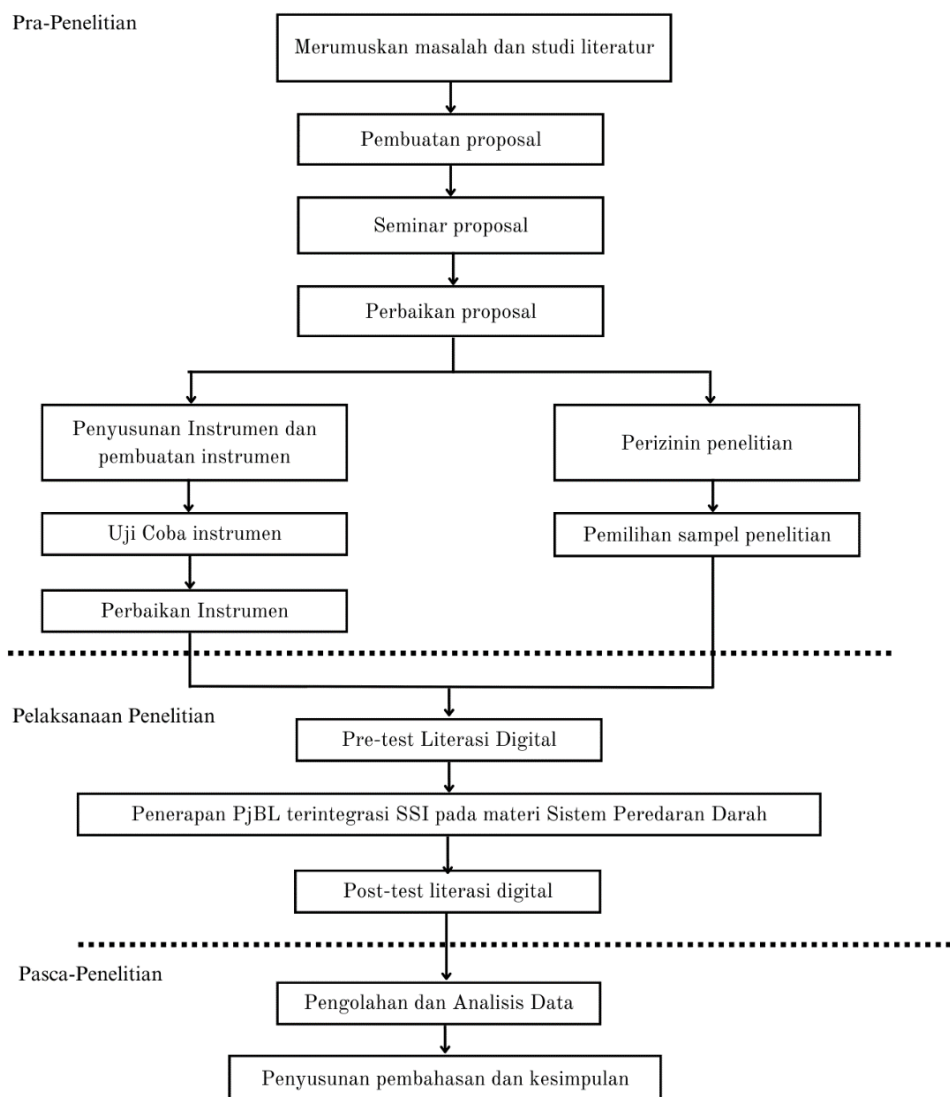 Pra-Penelitian
Merumuskan masalah dan studi literatur
Pembuatan proposal
Seminar proposal
Perbaikan proposal
Penyusunan Instrumen dan
pembuatan instrumen
Perizinin penelitian
Uji Coba instrumen
Pemilihan sampel penelitian
Perbaikan Instrumen
Pelaksanaan Penelitian
Pre-test Literasi Digital
Penerapan PjBL terintegrasi SSI pada materi Sistem Peredaran Darah
Post-test literasi digital
Pasca-Penelitian
Pengolahan dan Analisis Data
Penyusunan pembahasan dan kesimpulan